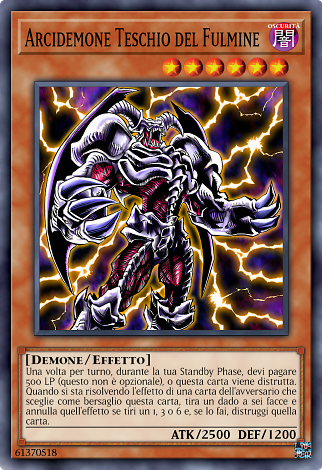 Arcidemone Teschio del Fulmine
OSCURITÀ
闇
[Demone/Effetto]
Una volta per turno, durante la tua Standby Phase, devi pagare
500 LP (questo non è opzionale), o questa carta viene distrutta.
Quando si sta risolvendo l'effetto di una carta dell'avversario che
sceglie come bersaglio questa carta, tira un dado a sei facce e
annulla quell'effetto se tiri un 1, 3 o 6 e, se lo fai, distruggi quella
carta.
ATK/2500 DEF/1200
61370518